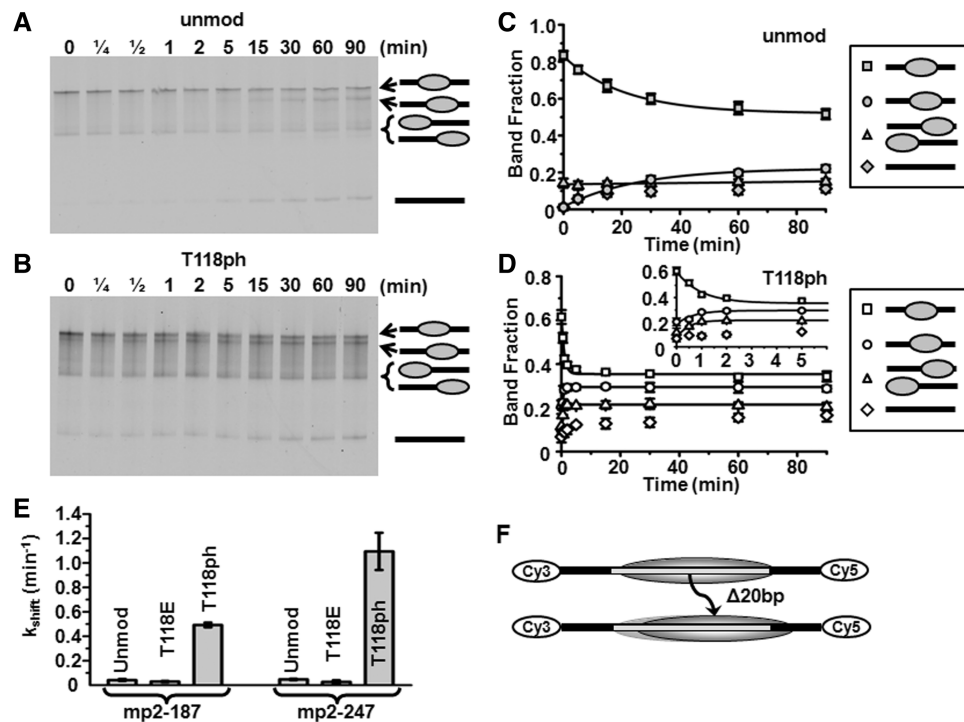 A
unmod
0 ¼ ½ 1 2 5 15 30 60 90 (min)
B
T118ph
0 ¼ ½ 1 2 5 15 30 60 90 (min)
C
unmod
Band Fraction
1.0
0.8
0.6
0.4
0.2
0
0 20 40 60 80
Time (min)
D
T118ph
Band Fraction
0.8
0.6
0.4
0.2
0
0 20 40 60 80
Time (min)
0.6
0.4
0.2
0
0 1 2 3 4 5
E
kshift (min-1)
1.4
1.2
1.0
0.8
0.6
0.4
0.2
0
Unmod
T118E
T118ph
Unmod
T118E
T118ph
mp2-187
mp2-247
F
Cy3 Cy5
Δ20bp
Cy3 Cy5